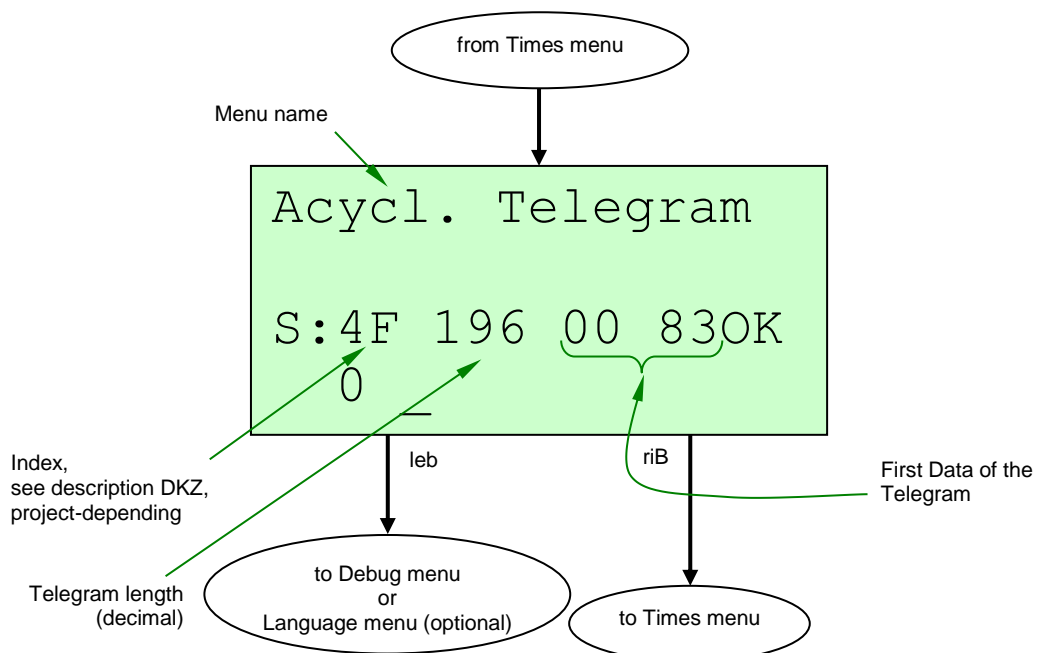 from Times menu
Menu name
Acycl. Telegram
S:4F 196 00 83OK
0 _
leb
riB
Index,
see description DKZ,
project-depending
First Data of the
Telegram
Telegram length
(decimal)
to Debug menu
or
Language menu (optional)
to Times menu